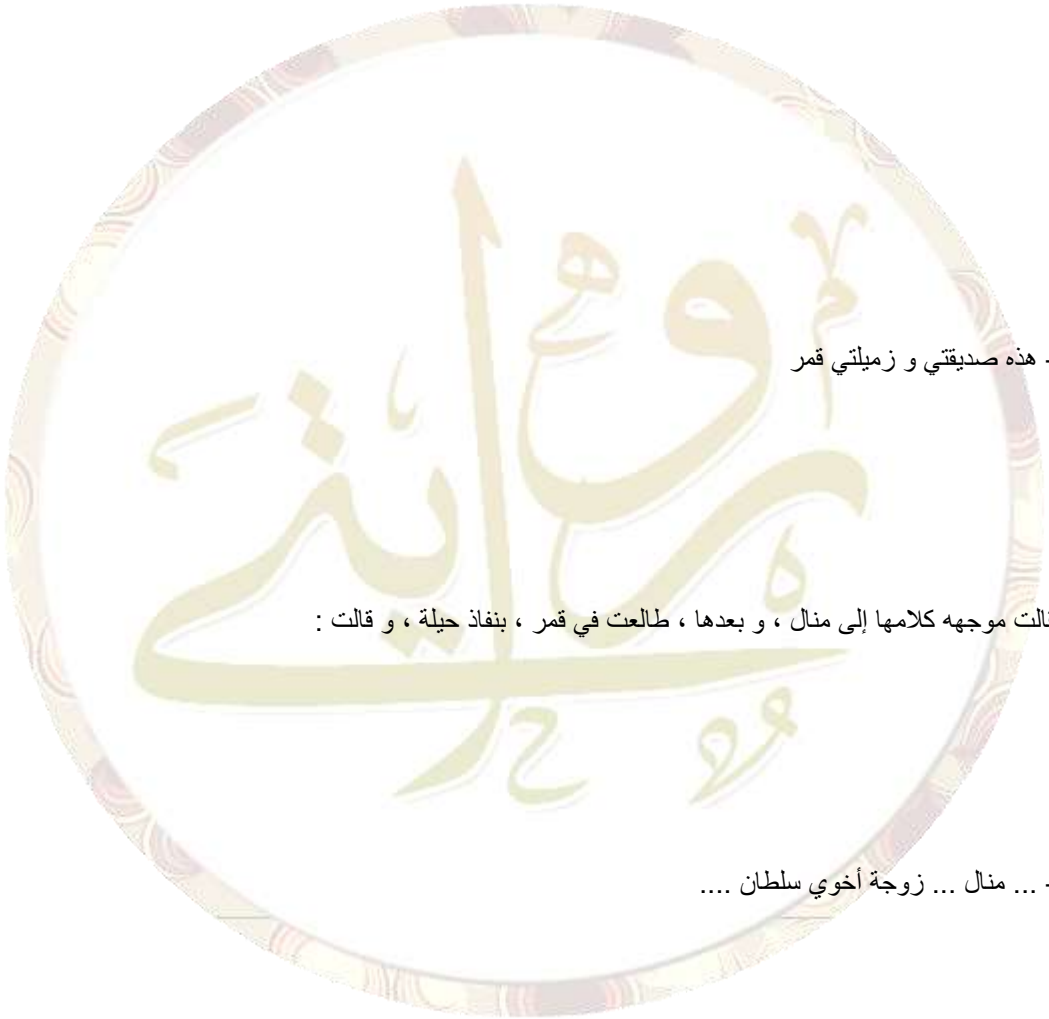 - هذه صديقتي و زميلتي قمر
قالت موجهه كلامها إلى منال ، و بعدها ، طالعت في قمر ، بنفاذ حيلة ، و قالت :
- ... منال ... زوجة أخوي سلطان ....
روايتي